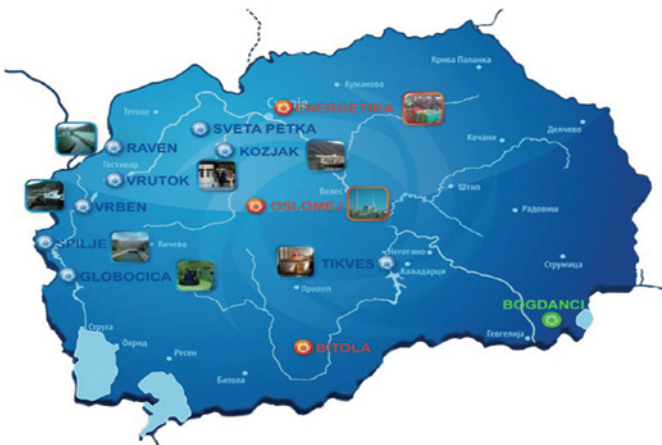 Крива Паланка
Куманово
ENERGETIKA
Тетово
SVETA PETKA
Делчево
RAVEN
KOZJAK
Кочани
Гостивар
VRUTOK
Велес
Штип
VRBEN
OSLOMEJ
Радовиш
SPILJE
Кичево
Неготино
TIKVES
Кавадарци
Струмица
GLOBOCICA
Прилеп
BOGDANCI
Струга
Охрид
Гевгелија
BITOLA
Ресен
Битола